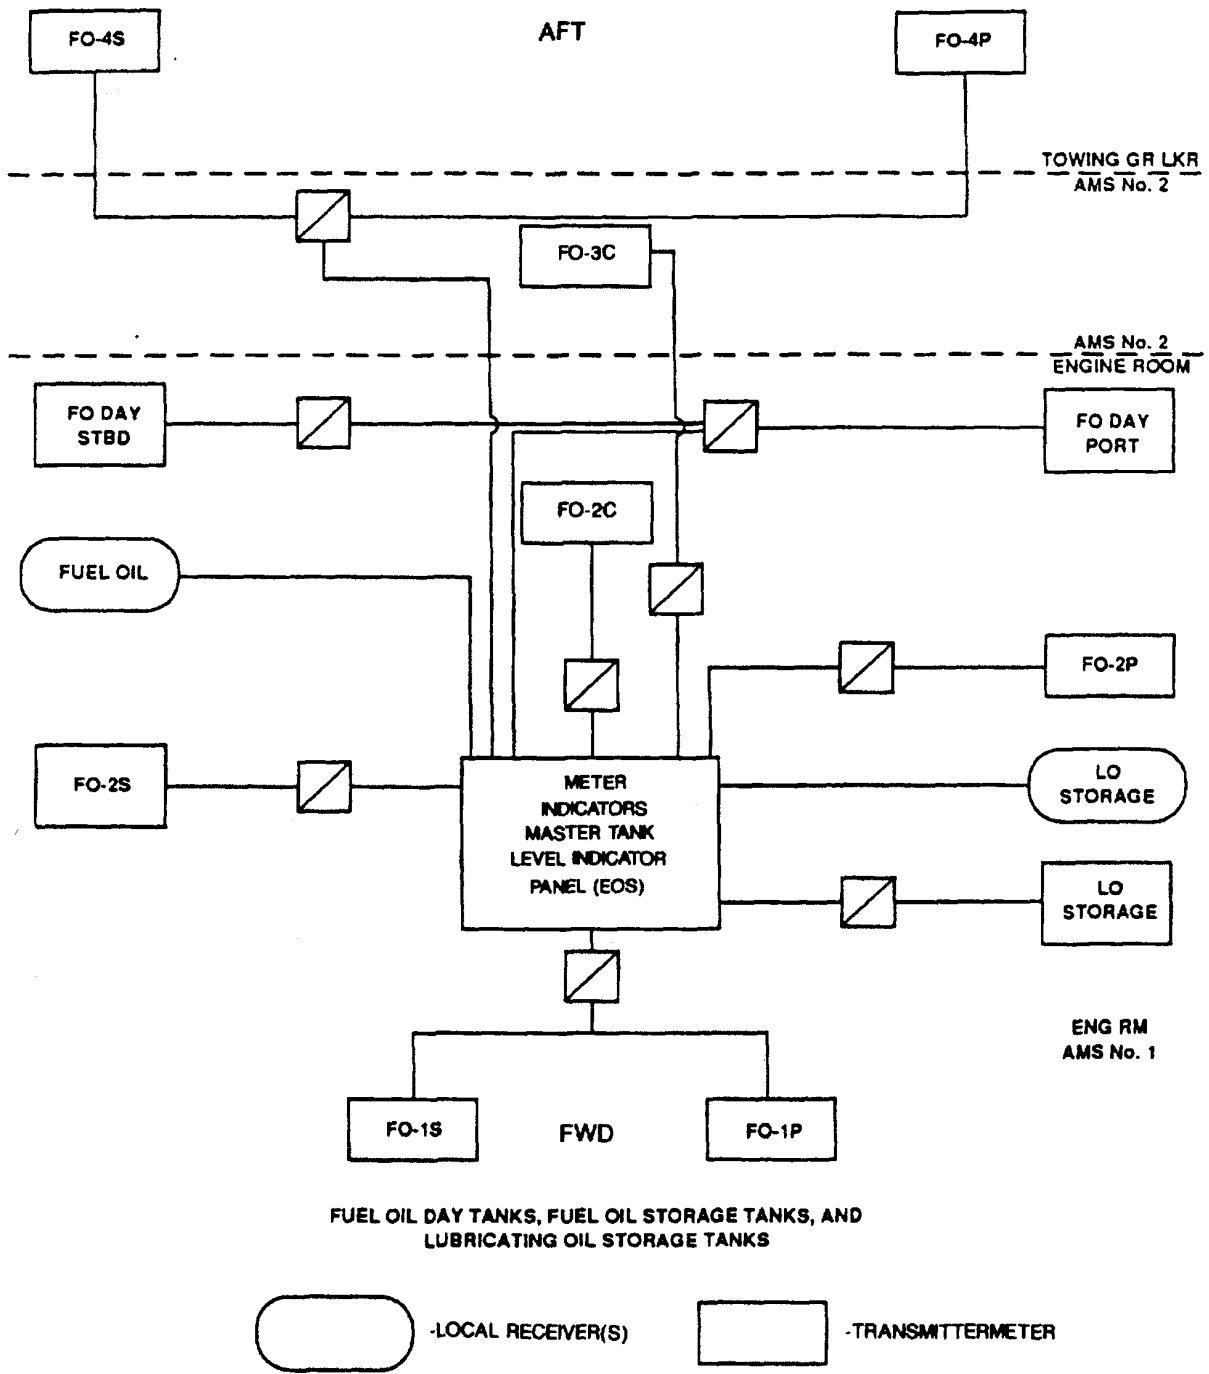 FO-4S
AFT
FO-4P
TOWING GR LKR
AMS No. 2
FO-3C
AMS No. 2
ENGINE ROOM
FO DAY
STBD
FO DAY
PORT
FO-2C
FUEL OIL
FO-2P
FO-2S
METER
INDICATORS
MASTER TANK
LEVEL INDICATOR
PANEL (EOS)
LO
STORAGE
LO
STORAGE
ENG RM
AMS No. 1
FO-1S
FWD
FO-1P
FUEL OIL DAY TANKS, FUEL OIL STORAGE TANKS, AND
LUBRICATING OIL STORAGE TANKS
-LOCAL RECEIVER(S)
-TRANSMITTERMETER